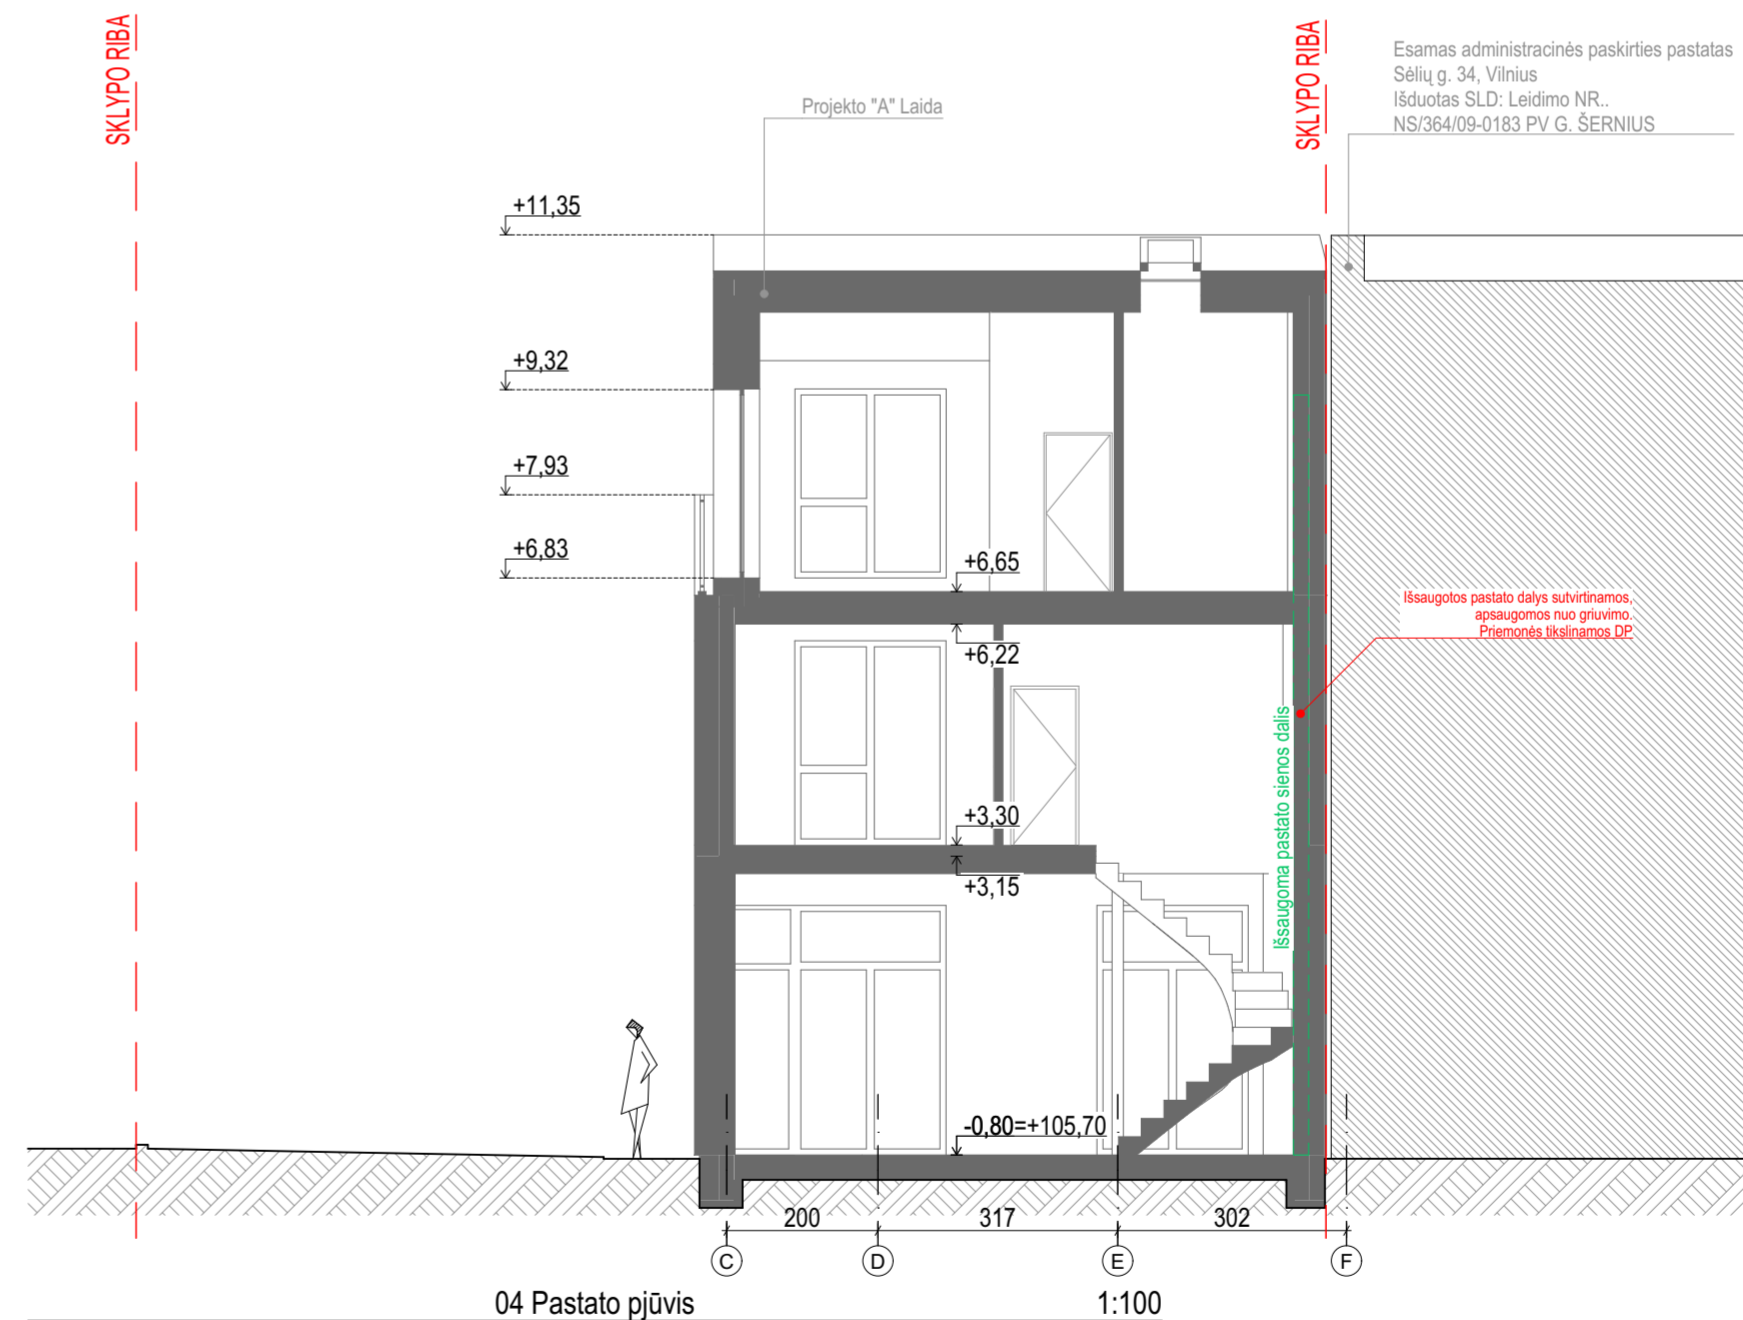 SKLYPO RIBA
SKLYPO RIBA
Esamas administracinės paskirties pastatas
Sėlių g. 34, Vilnius
Išduotas SLD: Leidimo NR..
NS/364/09-0183 PV G. ŠERNIUS
Projekto "A" Laida
+11,35
+9,32
+7,93
+6,83
+6,65
Išsaugotos pastato dalys sutvirtinamos,
apsaugomos nuo griuvimo.
Priemonės tikslinamos DP
+6,22
Išsaugoma pastato sienos dalis
+3,30
+3,15
-0,80=+105,70
200 317 302
C D E F
04 Pastato pjūvis 1:100